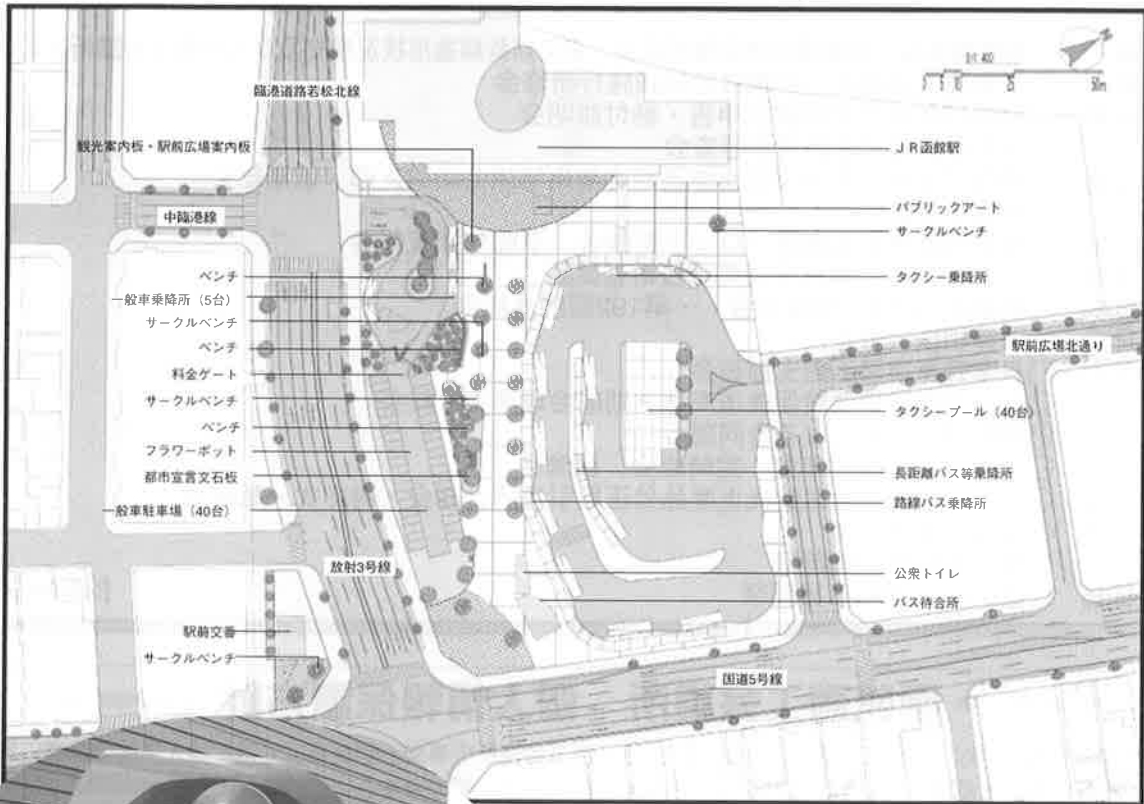 臨港道路若松北線
観光案内板・駅前広場案内板
中臨港線
ベンチ
一般車乗降所（5台）
サークルベンチ
ベンチ
料金ゲート
サークルベンチ
ベンチ
フラワーポット
都市宣言文石板
一般車駐車場（40台）
放射3号線
駅前交番
サークルベンチ
JR函館駅
パブリックアート
サークルベンチ
タクシー乗降所
駅前広場北通り
タクシープール（40台）
長距離バス等乗降所
路線バス乗降所
公衆トイレ
バス待合所
国道5号線